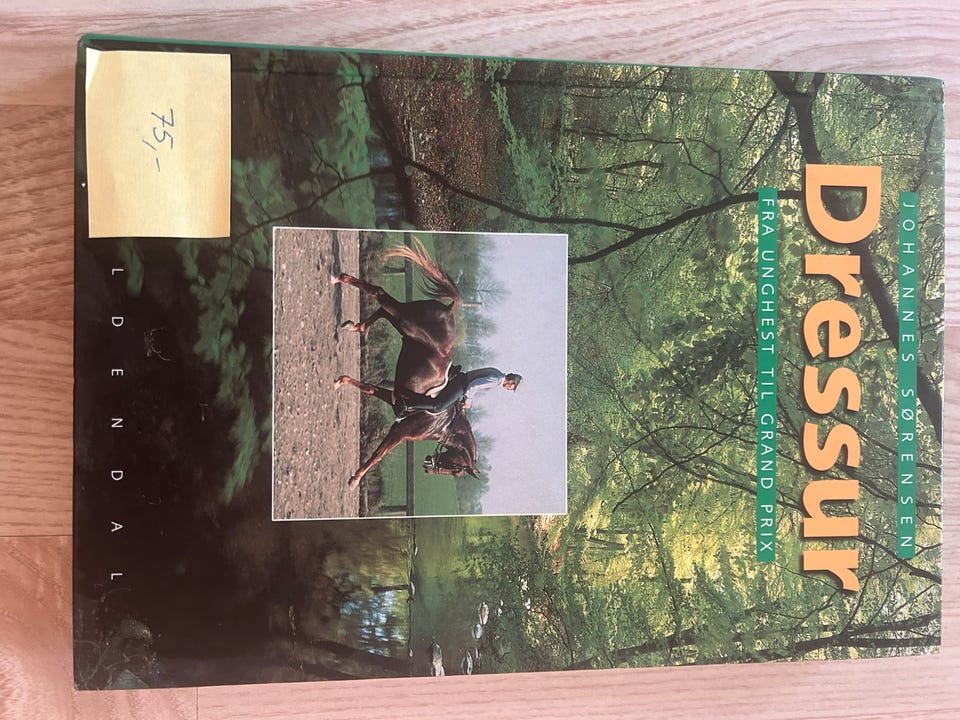 JOHANNES SØRENSEN
Dressur
FRA UNGHEST TIL GRAND PRIX
75,-
LDENDAL